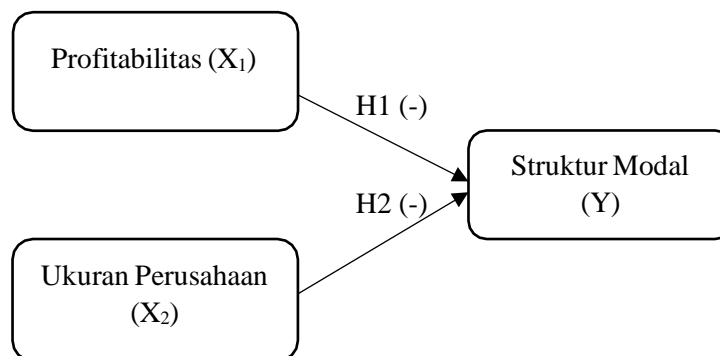 Profitabilitas (X₁)
H1 (-)
Struktur Modal
(Y)
H2 (-)
Ukuran Perusahaan
(X₂)